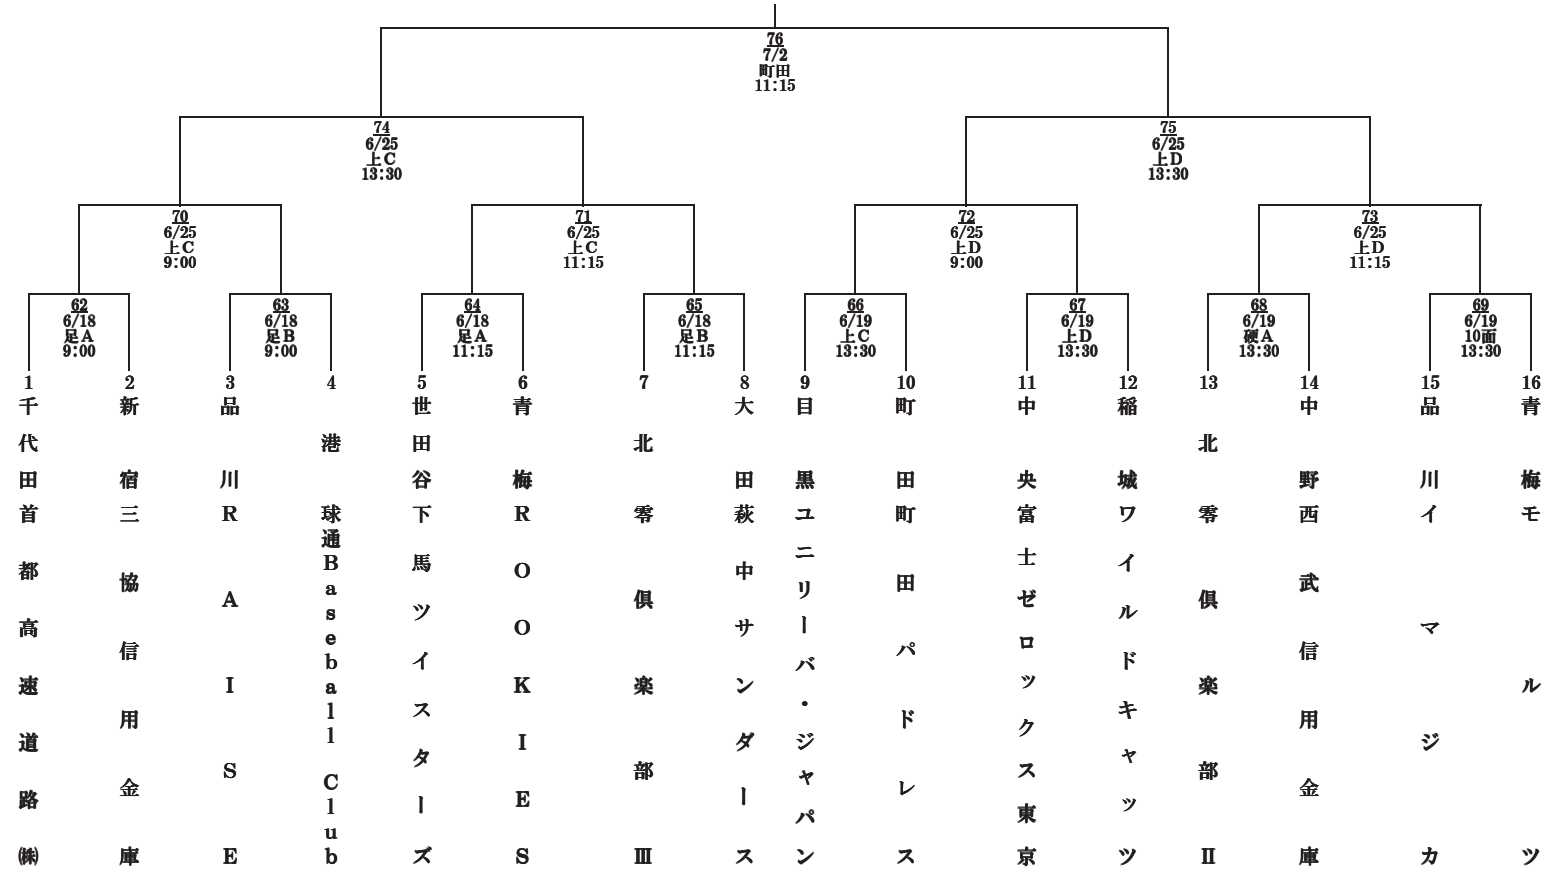 76
7/2
町田
11:15
74
6/25
上C
13:30
75
6/25
上D
13:30
70
6/25
上C
9:00
71
6/25
上C
11:15
72
6/25
上D
9:00
73
6/25
上D
11:15
62
6/18
足A
9:00
63
6/18
足B
9:00
64
6/18
足A
11:15
65
6/18
足B
11:15
66
6/19
上C
13:30
67
6/19
上D
13:30
68
6/19
硬A
13:30
69
6/19
10面
13:30
1
千代田
首都高速道路㈱
2
新宿
三協信用金庫
3
品川
RAISE
4
港
球通Baseball Club
5
世田谷
下馬ツイスターズ
6
青梅
ROOKIES
7
北
零倶楽部Ⅲ
8
大田
萩中サンダース
9
目黒
ユニリーバ・ジャパン
10
町田
町田パドレス
11
中央
富士ゼロックス東京
12
稲城
ワイルドキャッツ
13
北
零倶楽部Ⅱ
14
中野
西武信用金庫
15
品川
イマジカ
16
青梅
モルツ